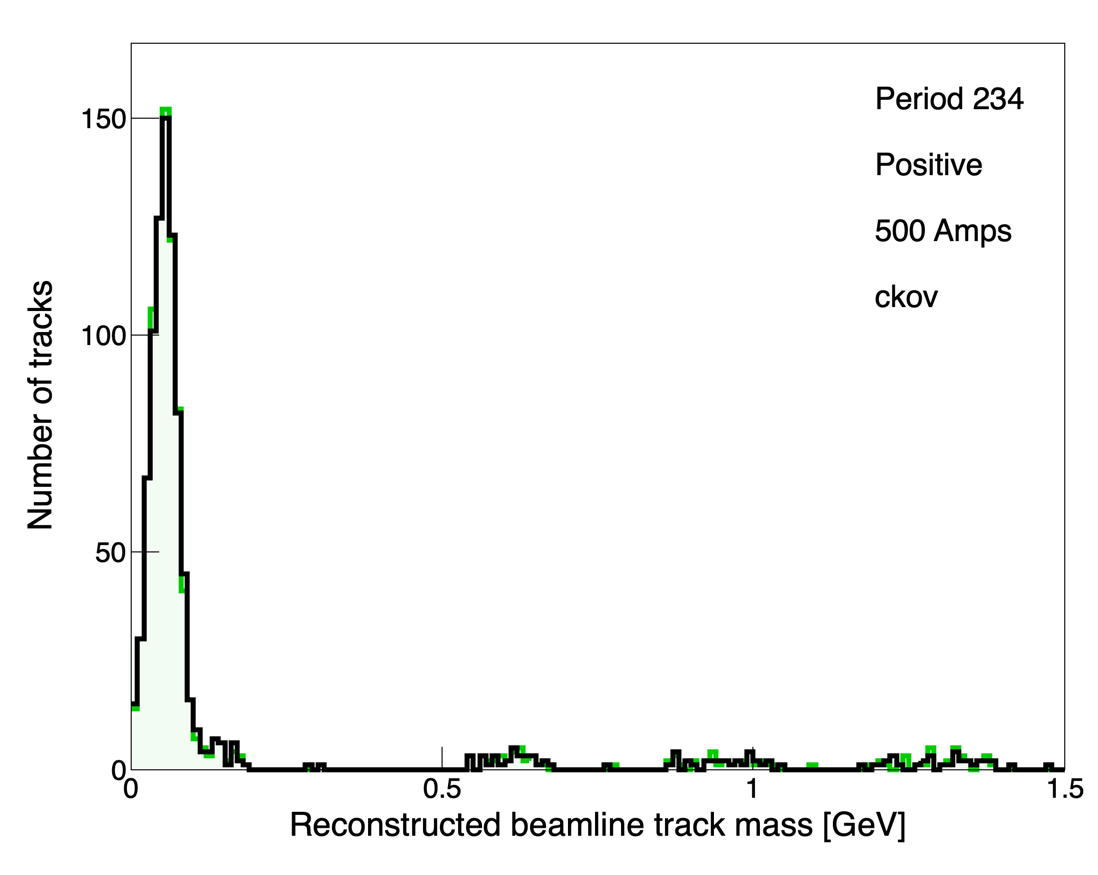 Period 234
Positive
500 Amps
ckov
Number of tracks
150
100
50
0
0 0.5 1 1.5
Reconstructed beamline track mass [GeV]